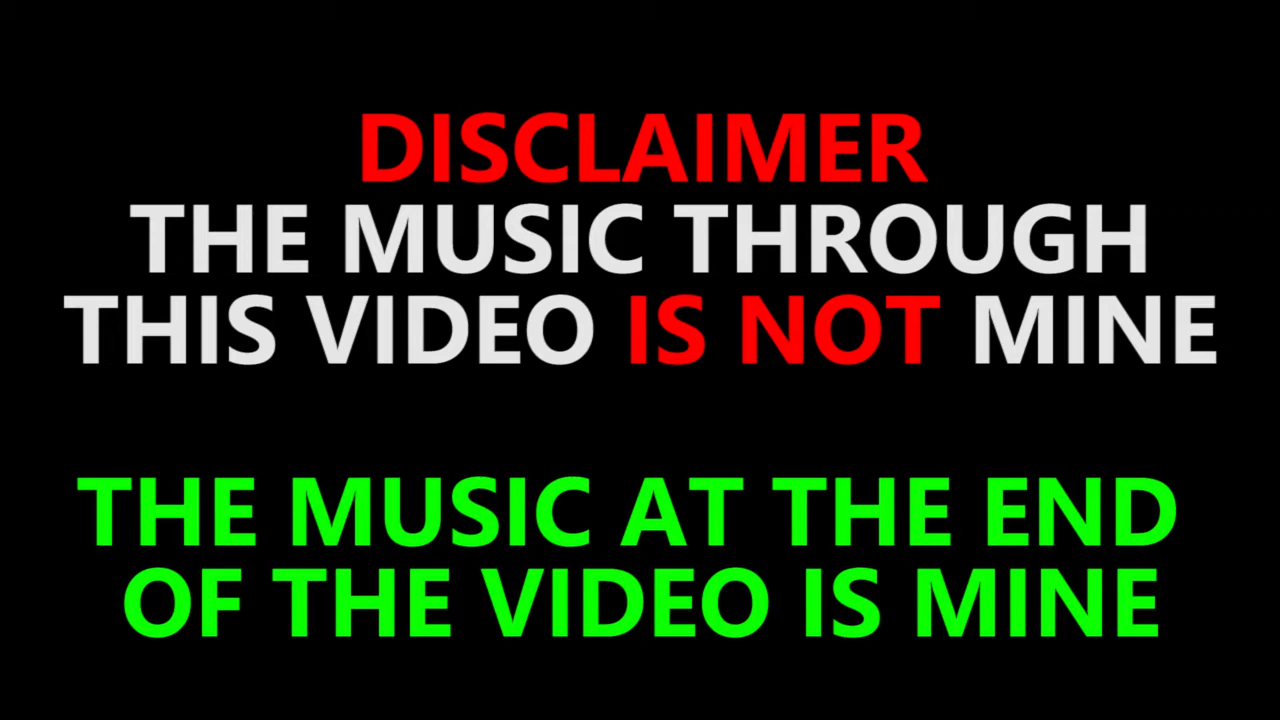 DISCLAIMER
THE MUSIC THROUGH
THIS VIDEO IS NOT MINE
THE MUSIC AT THE END
OF THE VIDEO IS MINE